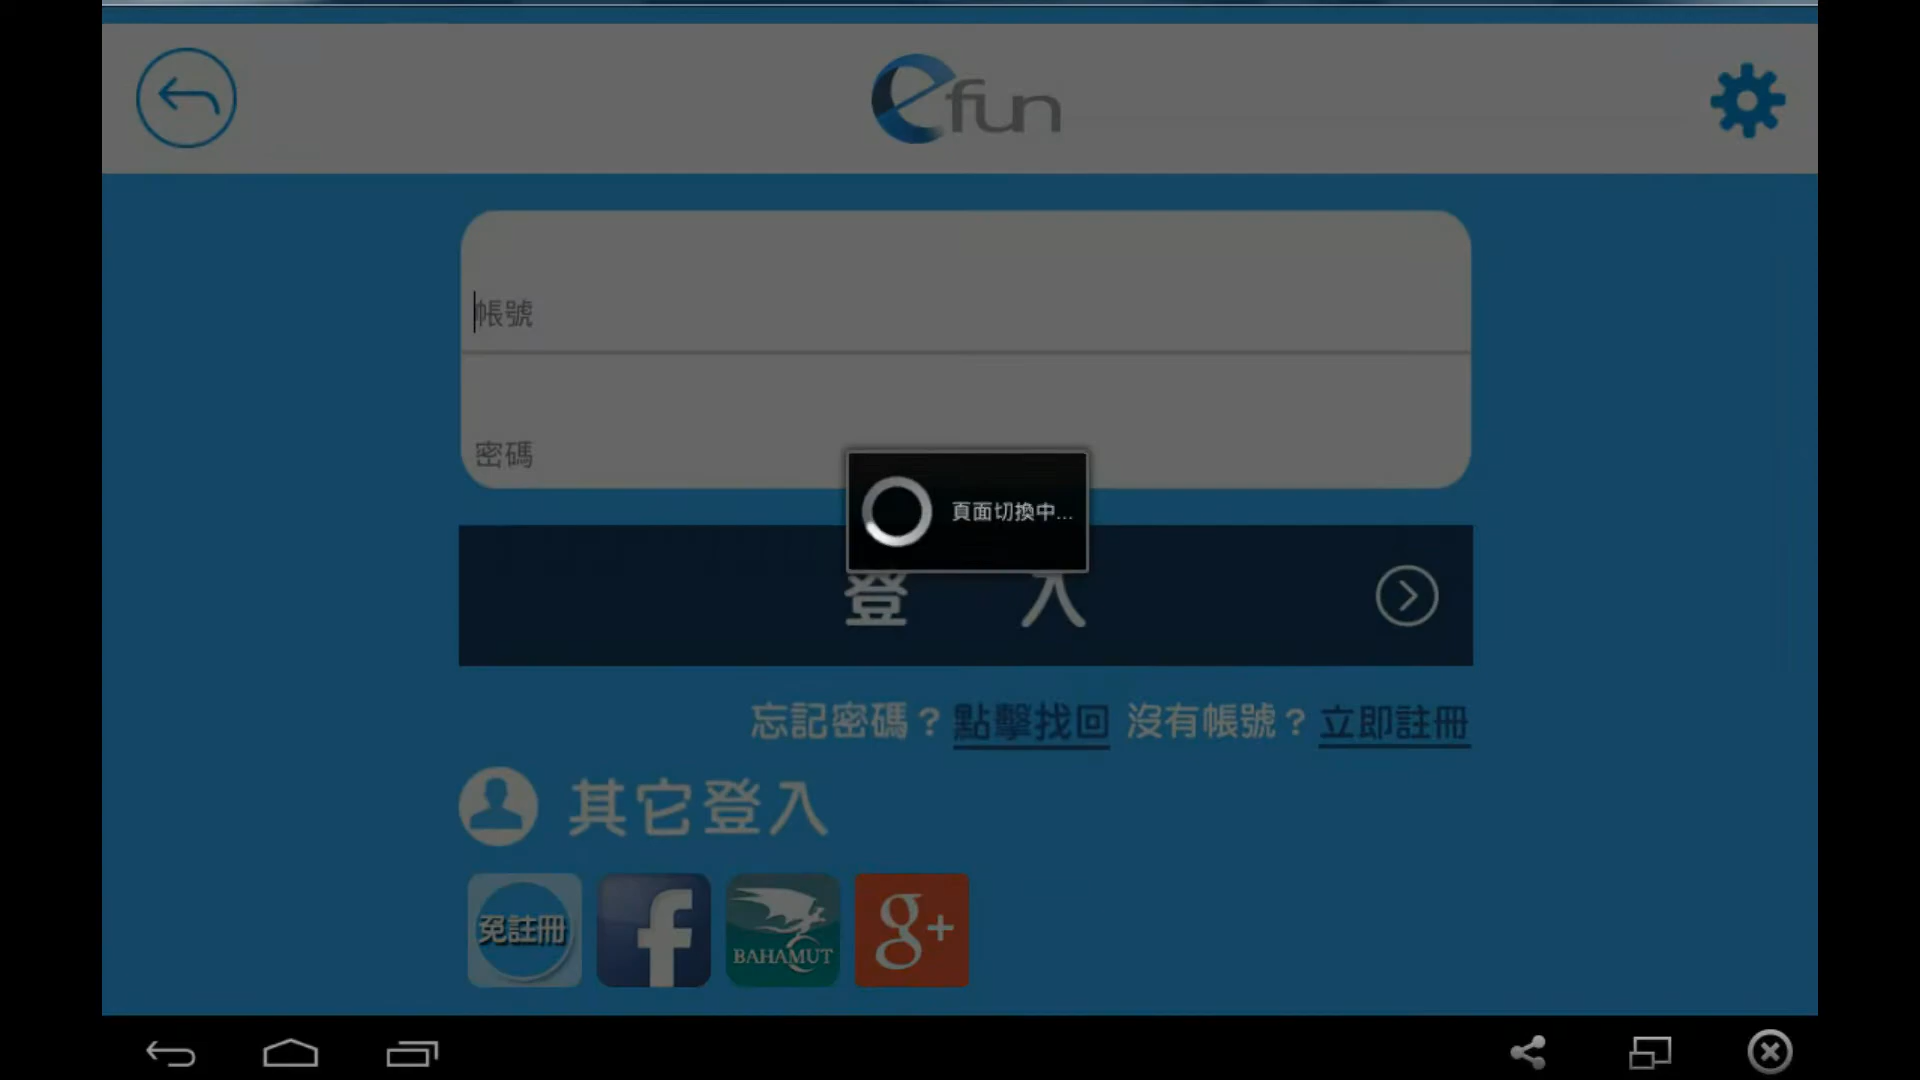 efun
帳號
密碼
頁面切換中...
登 入
忘記密碼？點擊找回 沒有帳號？立即註冊
其它登入
免註冊
f
BAHAMUT
g+